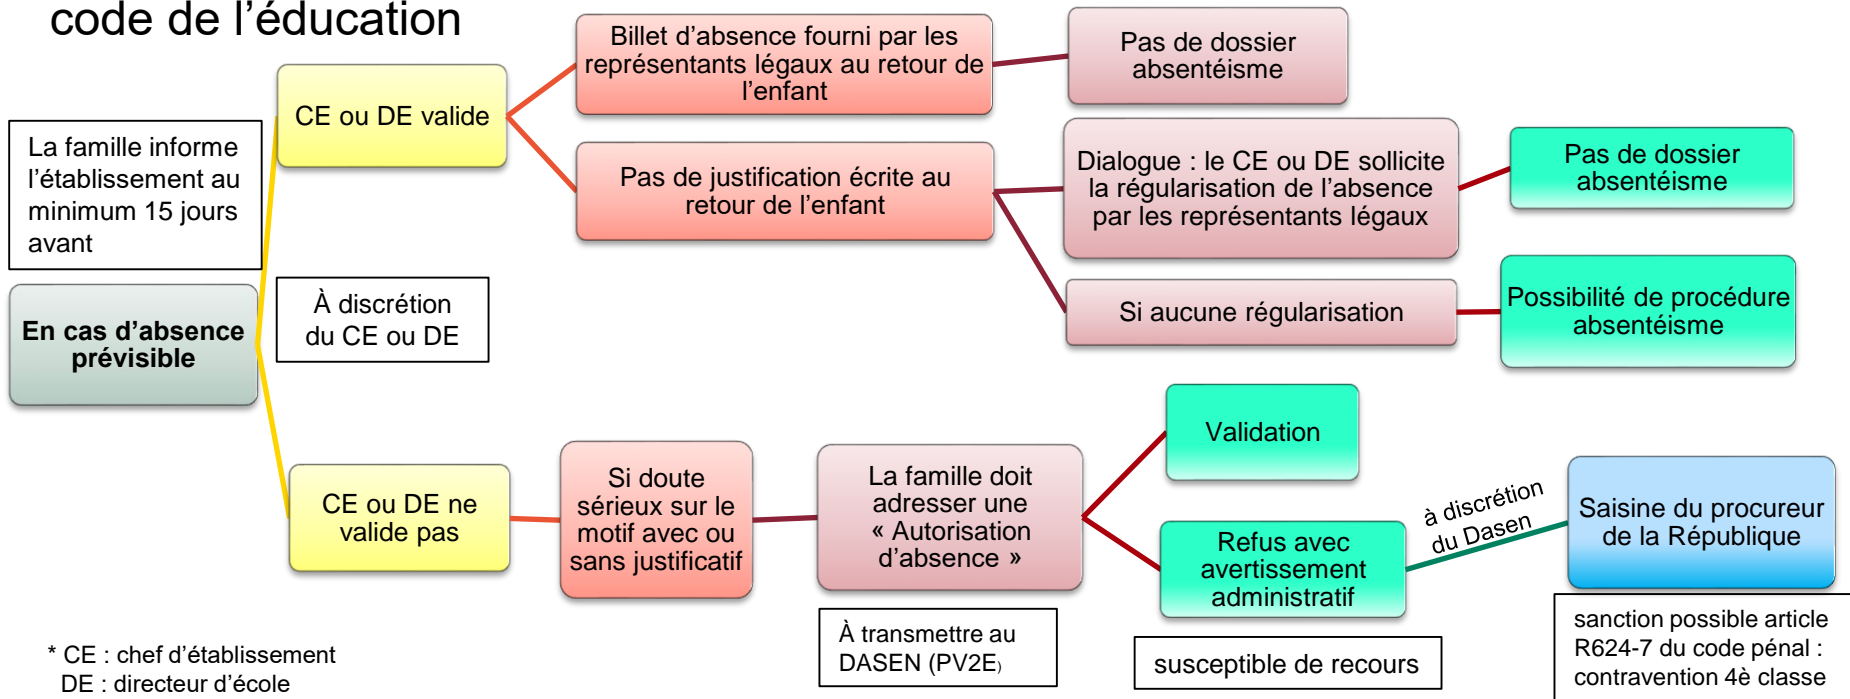 code de l'éducation
La famille informe
l'établissement au
minimum 15 jours
avant
En cas d'absence
prévisible
CE ou DE valide
À discrétion
du CE ou DE
CE ou DE ne
valide pas
Billet d'absence fourni par les
représentants légaux au retour de
l'enfant
Pas de dossier
absentéisme
Pas de justification écrite au
retour de l'enfant
Dialogue : le CE ou DE sollicite
la régularisation de l'absence
par les représentants légaux
Pas de dossier
absentéisme
Si aucune régularisation
Possibilité de procédure
absentéisme
Si doute
sérieux sur le
motif avec ou
sans justificatif
La famille doit
adresser une
« Autorisation
d'absence »
À transmettre au
DASEN (PV2E)
Validation
Refus avec
avertissement
administratif
susceptible de recours
à discrétion
du Dasen
Saisine du procureur
de la République
sanction possible article
R624-7 du code pénal :
contravention 4è classe
* CE : chef d'établissement
DE : directeur d'école